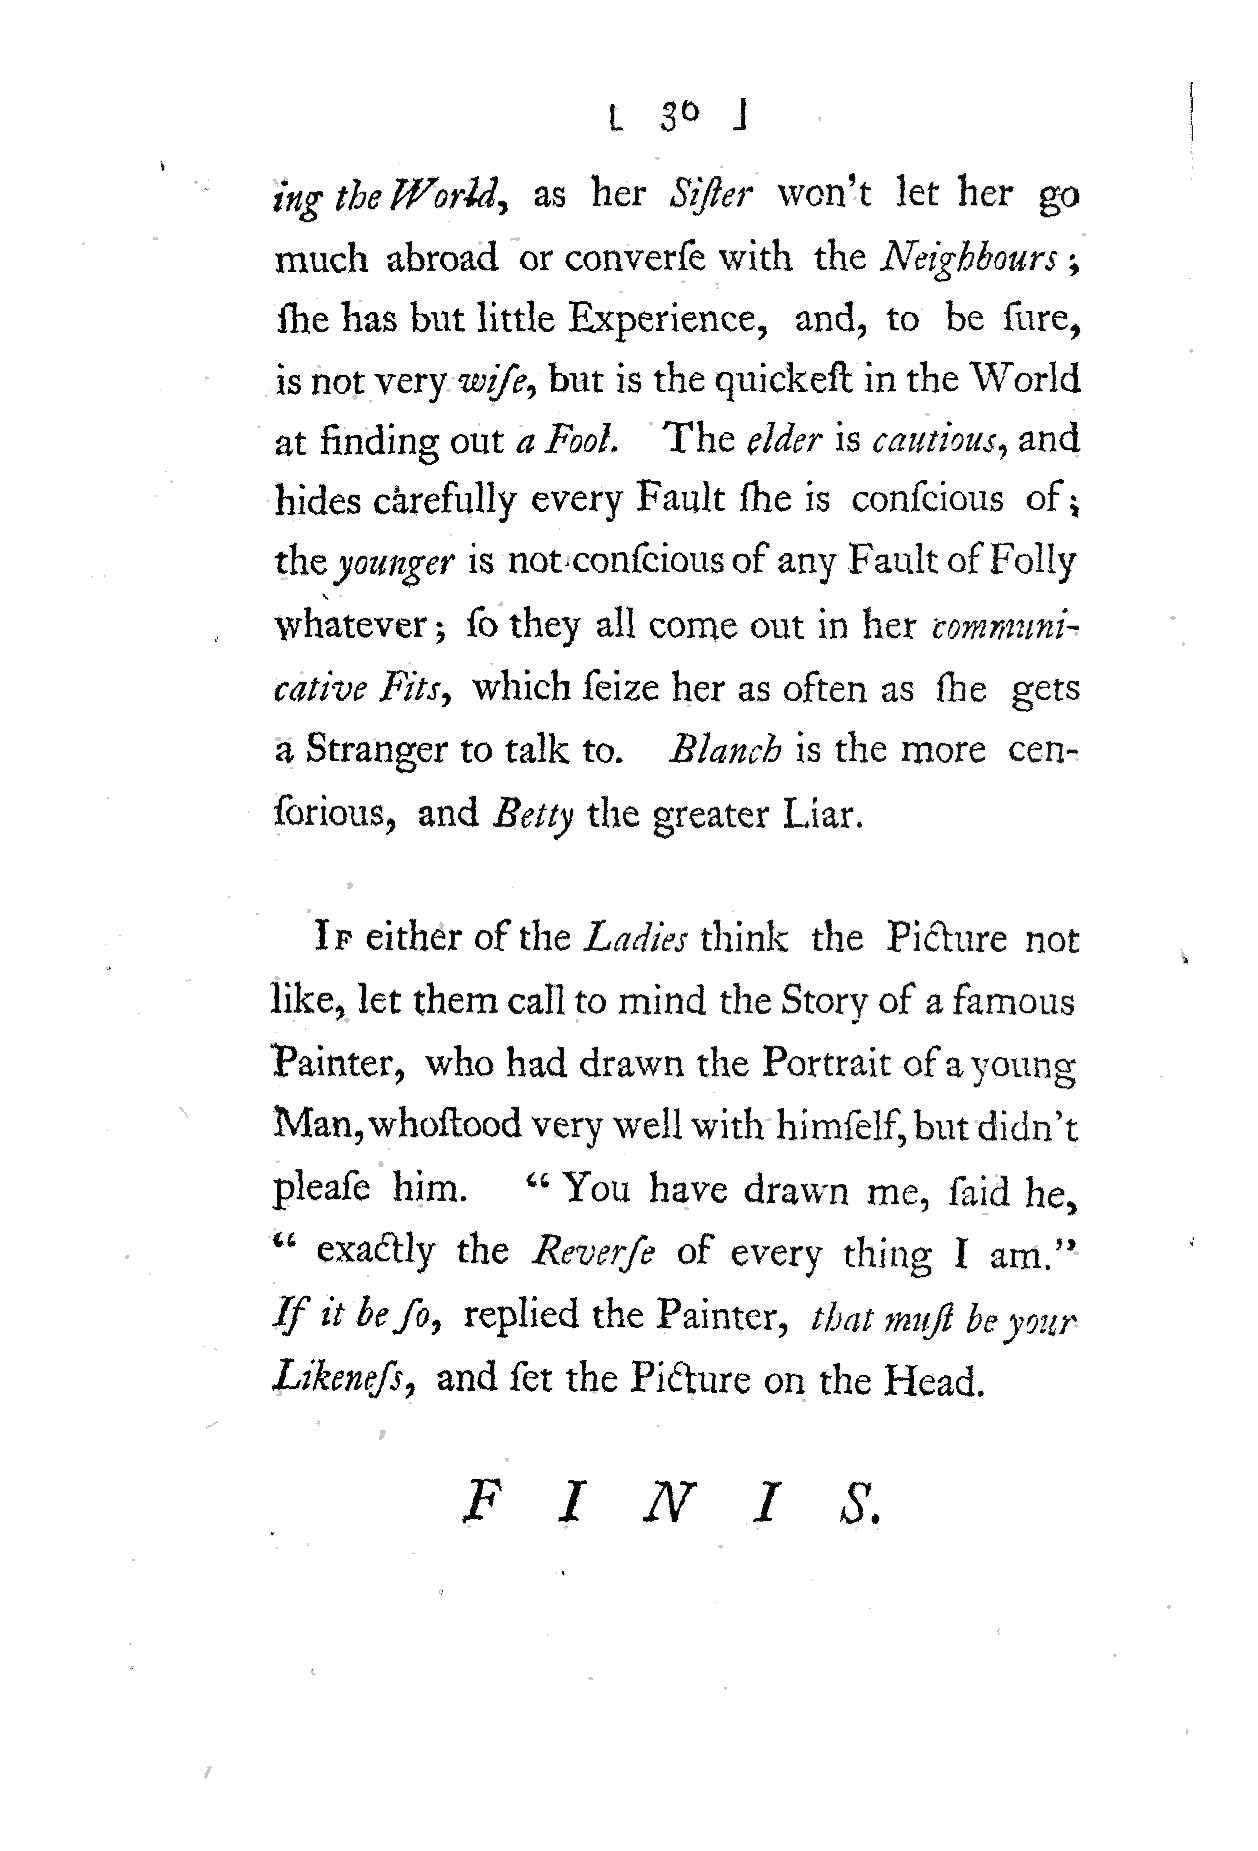 [ 30 ]
ing the World, as her Siſter won't let her go
much abroad or converſe with the Neighbours;
ſhe has but little Experience, and, to be ſure,
is not very wiſe, but is the quickeſt in the World
at finding out a Fool. The elder is cautious, and
hides carefully every Fault ſhe is conſcious of;
the younger is not conſcious of any Fault of Folly
whatever; ſo they all come out in her communi-
cative Fits, which ſeize her as often as ſhe gets
a Stranger to talk to. Blanch is the more cen-
ſorious, and Betty the greater Liar.
IF either of the Ladies think the Picture not
like, let them call to mind the Story of a famous
Painter, who had drawn the Portrait of a young
Man, who ſtood very well with himſelf, but didn't
pleaſe him. “ You have drawn me, ſaid he,
“ exactly the Reverſe of every thing I am.”
If it be ſo, replied the Painter, that muſt be your
Likeneſs, and ſet the Picture on the Head.
F I N I S.